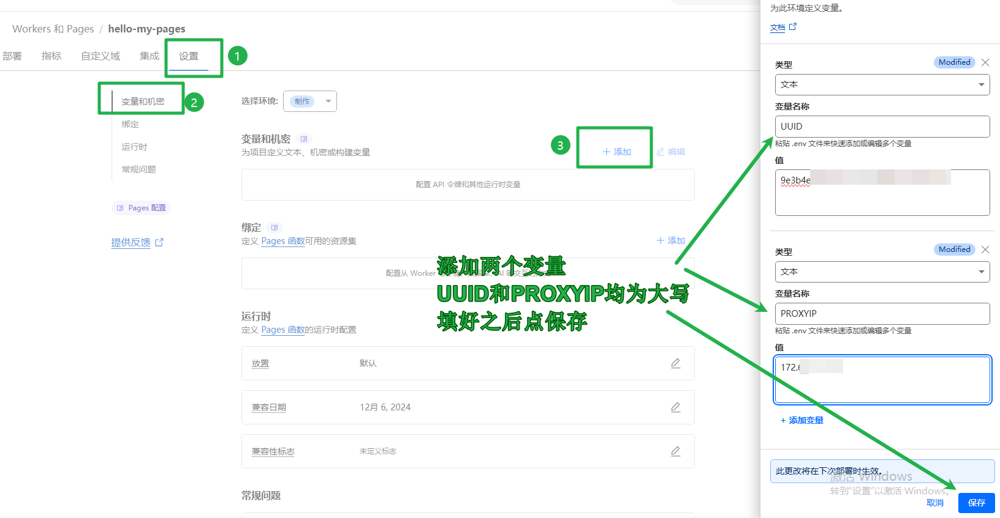 Workers 和 Pages / hello-my-pages
部署 指标 自定义域 集成 设置 1
变量和机密 2
绑定
运行时
常规问题
Pages 配置
提供反馈
选择环境: 制作
变量和机密
为项目定义文本、机密或构建变量
3 + 添加 编辑
配置 API 令牌和其他运行时变量
绑定
定义 Pages 函数可用的资源集
+ 添加
配置从 Worker
添加两个变量
UUID和PROXYIP均为大写
填好之后点保存
运行时
定义 Pages 函数的运行时配置
放置 默认
兼容日期 12月 6, 2024
兼容性标志 未定义标志
常规问题
为此环境定义变量。
文档
类型 Modified
文本
变量名称
UUID
粘贴 .env 文件来快速添加或编辑多个变量
值
9e3b4e
类型 Modified
文本
变量名称
PROXYIP
粘贴 .env 文件来快速添加或编辑多个变量
值
172.6
+ 添加变量
此更改将在下次部署时生效。
激活 Windows
转到"设置"以激活 Windows。
取消 保存